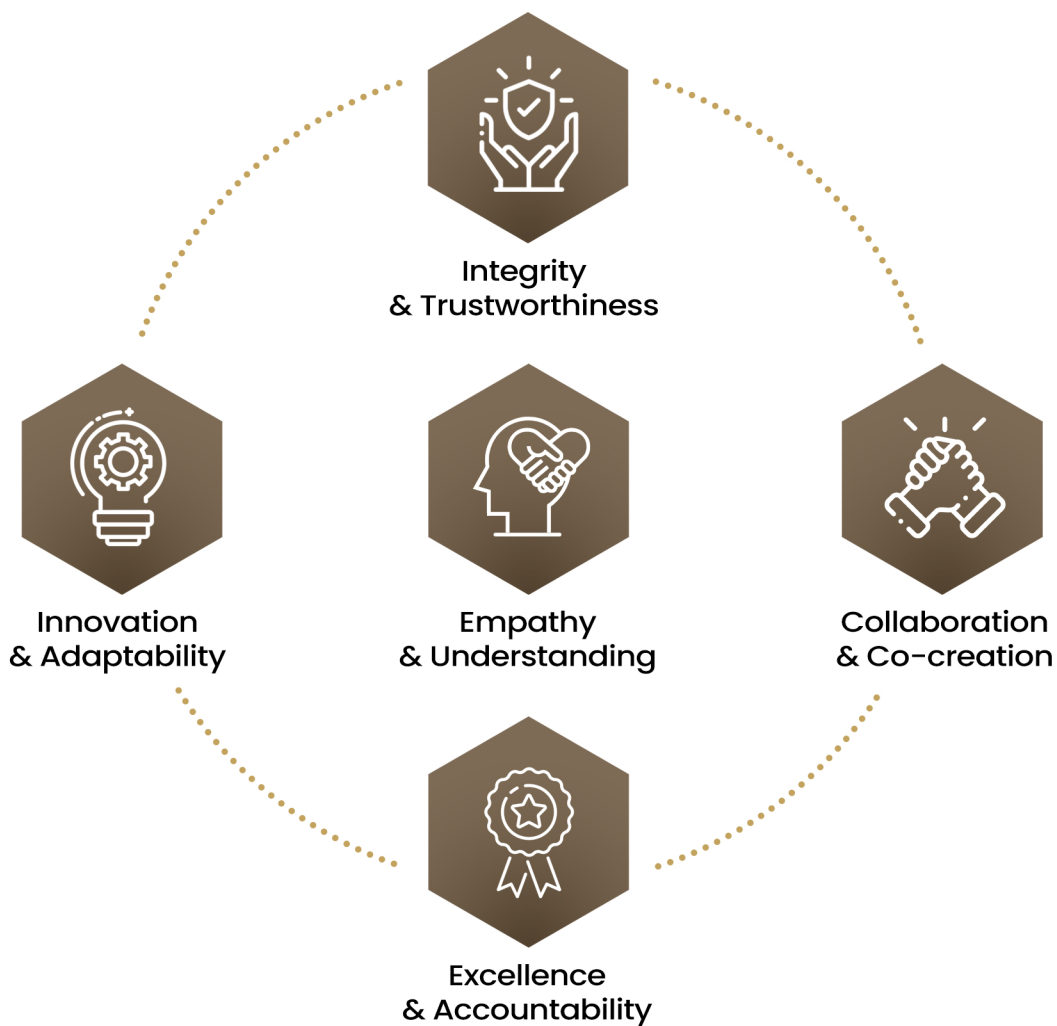 Integrity
& Trustworthiness
Innovation
& Adaptability
Empathy
& Understanding
Collaboration
& Co-creation
Excellence
& Accountability